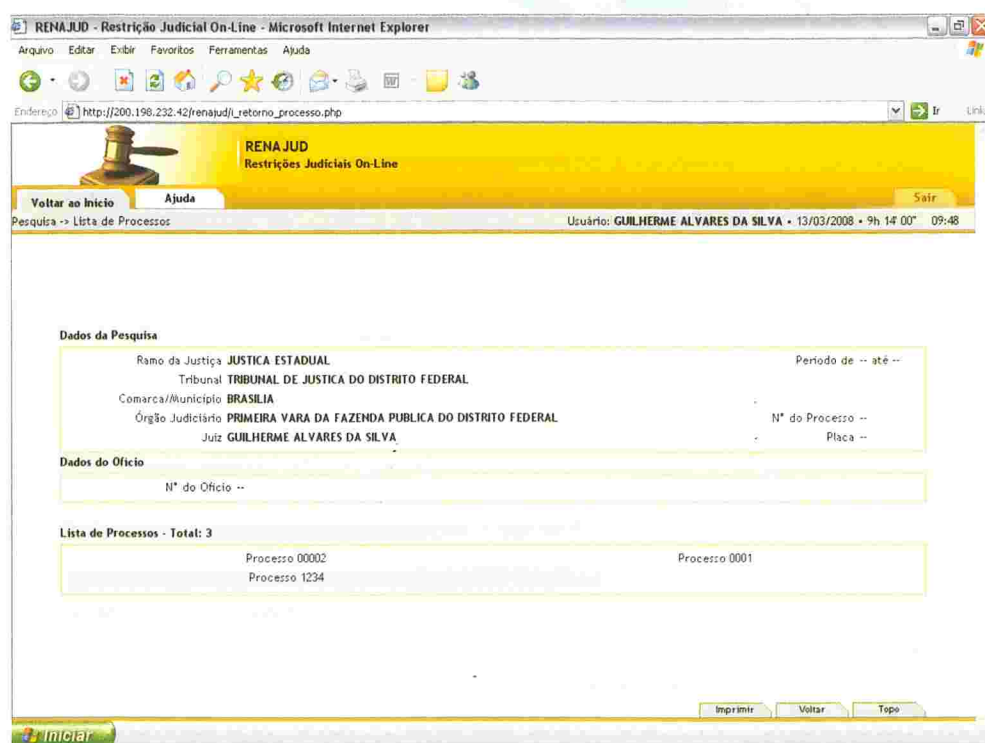 RENAJUD - Restrição Judicial On-Line - Microsoft Internet Explorer
Arquivo Editar Exibir Favoritos Ferramentas Ajuda
Endereço http://200.198.232.42/renajud/i_retorno_processo.php Ir Links
RENAJUD
Restrições Judiciais On-Line
Voltar ao Início Ajuda Sair
Pesquisa -> Lista de Processos Usuário: GUILHERME ALVARES DA SILVA • 13/03/2008 • 9h 14' 00" 09:48
Dados da Pesquisa
Ramo da Justiça JUSTICA ESTADUAL Período de -- até --
Tribunal TRIBUNAL DE JUSTICA DO DISTRITO FEDERAL
Comarca/Município BRASILIA
Órgão Judiciário PRIMEIRA VARA DA FAZENDA PUBLICA DO DISTRITO FEDERAL N° do Processo --
Juiz GUILHERME ALVARES DA SILVA Placa --
Dados do Ofício
N° do Ofício --
Lista de Processos - Total: 3
Processo 00002 Processo 0001
Processo 1234
Imprimir Voltar Topo
Iniciar